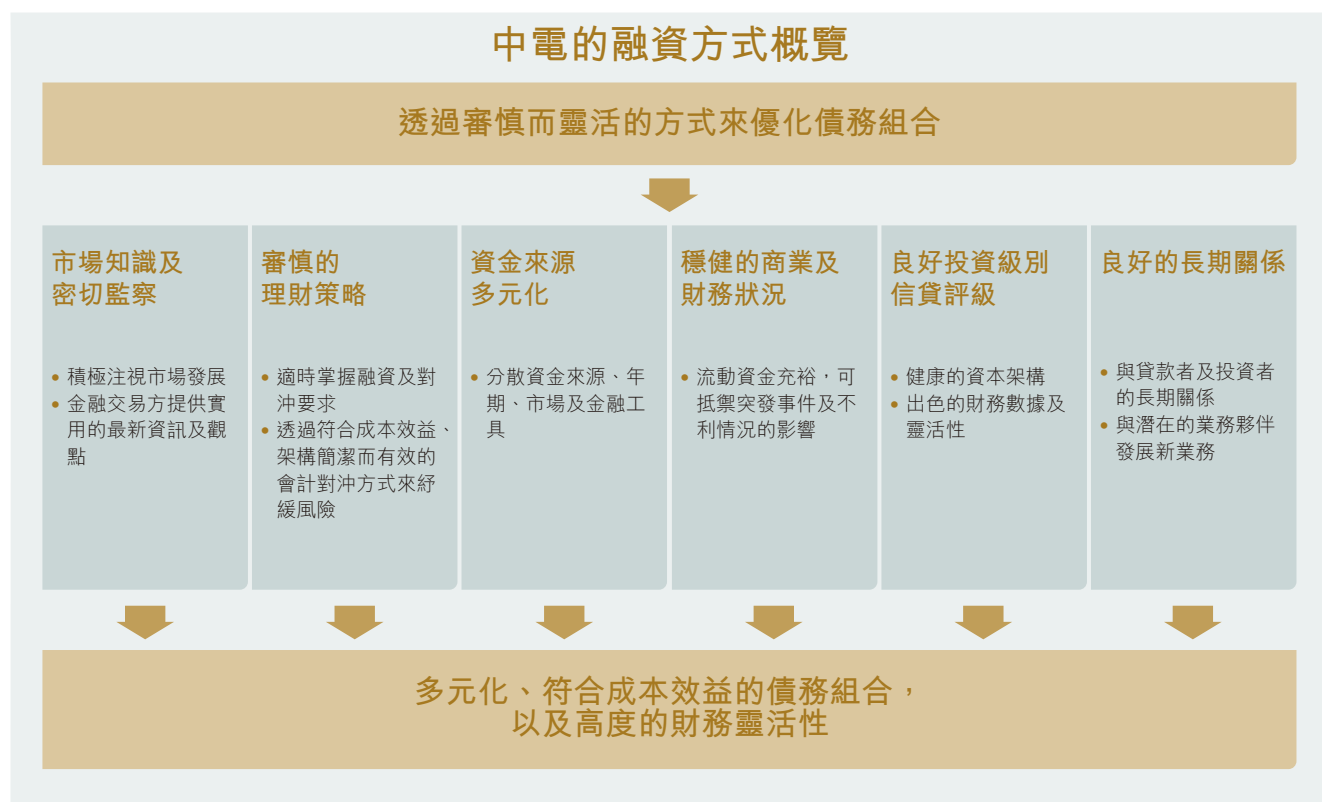 中電的融資方式概覽
透過審慎而靈活的方式來優化債務組合
市場知識及
密切監察
• 積極注視市場發展
• 金融交易方提供實
用的最新資訊及觀
點
審慎的
理財策略
• 適時掌握融資及對
沖要求
• 透過符合成本效益、
架構簡潔而有效的
會計對沖方式來紓
緩風險
資金來源
多元化
• 分散資金來源、年
期、市場及金融工
具
穩健的商業及
財務狀況
• 流動資金充裕，可
抵禦突發事件及不
利情況的影響
良好投資級別
信貸評級
• 健康的資本架構
• 出色的財務數據及
靈活性
良好的長期關係
• 與貸款者及投資者
的長期關係
• 與潛在的業務夥伴
發展新業務
多元化、符合成本效益的債務組合，
以及高度的財務靈活性